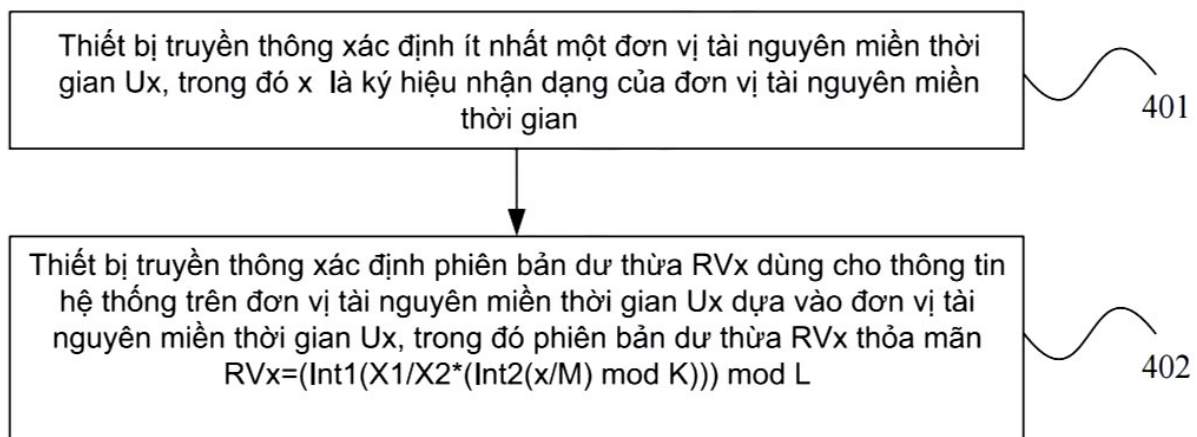 Thiết bị truyền thông xác định ít nhất một đơn vị tài nguyên miền thời
gian Ux, trong đó x là ký hiệu nhận dạng của đơn vị tài nguyên miền
thời gian
401
Thiết bị truyền thông xác định phiên bản dư thừa RVx dùng cho thông tin
hệ thống trên đơn vị tài nguyên miền thời gian Ux dựa vào đơn vị tài
nguyên miền thời gian Ux, trong đó phiên bản dư thừa RVx thỏa mãn
RVx=(Int1(X1/X2*(Int2(x/M) mod K))) mod L
402